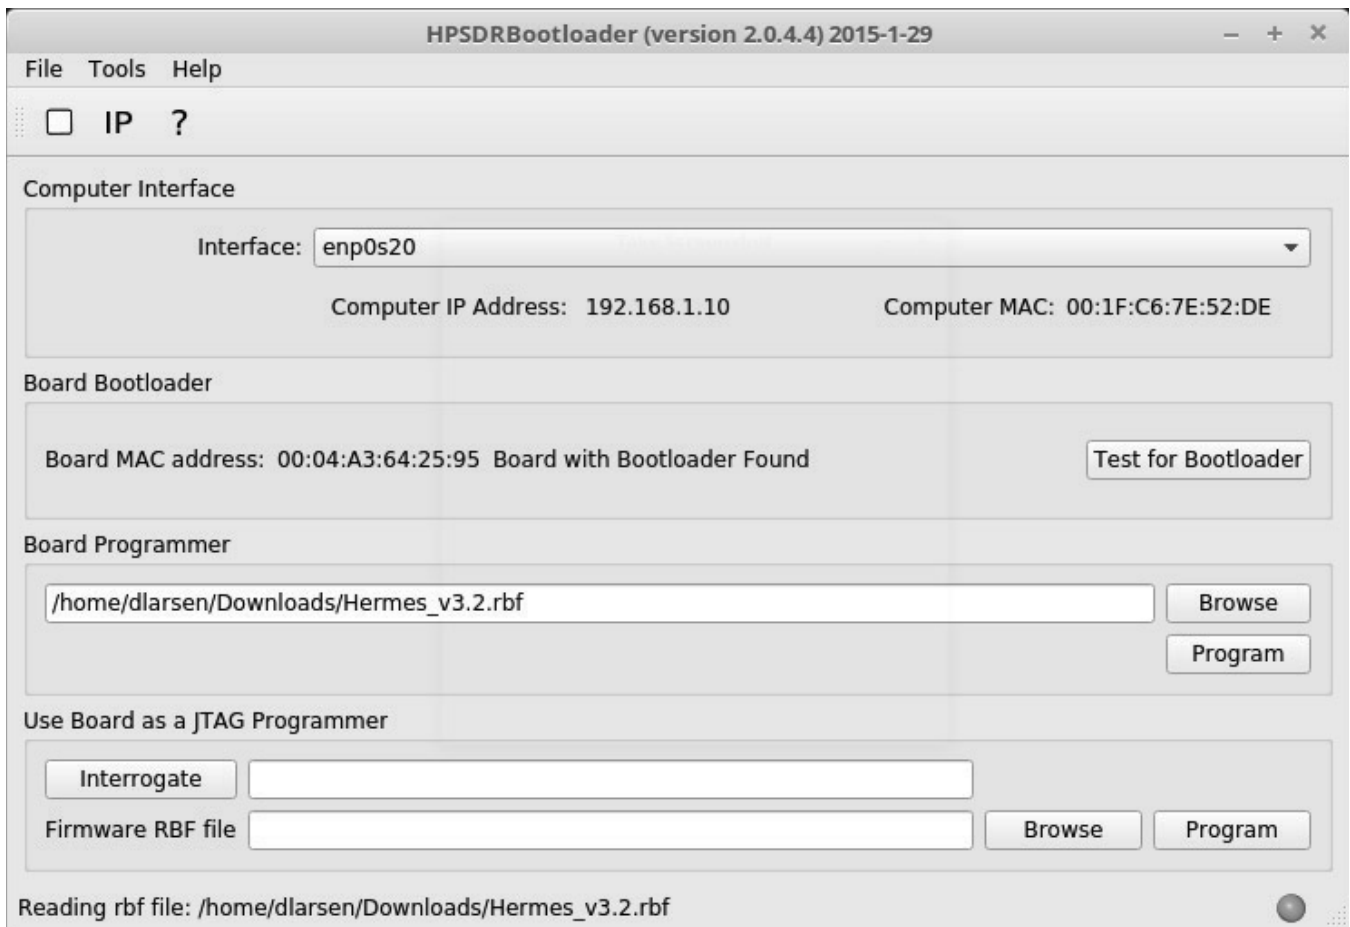 HPSDRBootloader (version 2.0.4.4) 2015-1-29
File Tools Help
IP ?
Computer Interface
Interface: enp0s20
Computer IP Address: 192.168.1.10 Computer MAC: 00:1F:C6:7E:52:DE
Board Bootloader
Board MAC address: 00:04:A3:64:25:95 Board with Bootloader Found Test for Bootloader
Board Programmer
/home/dlarsen/Downloads/Hermes_v3.2.rbf Browse
Program
Use Board as a JTAG Programmer
Interrogate
Firmware RBF file Browse Program
Reading rbf file: /home/dlarsen/Downloads/Hermes_v3.2.rbf